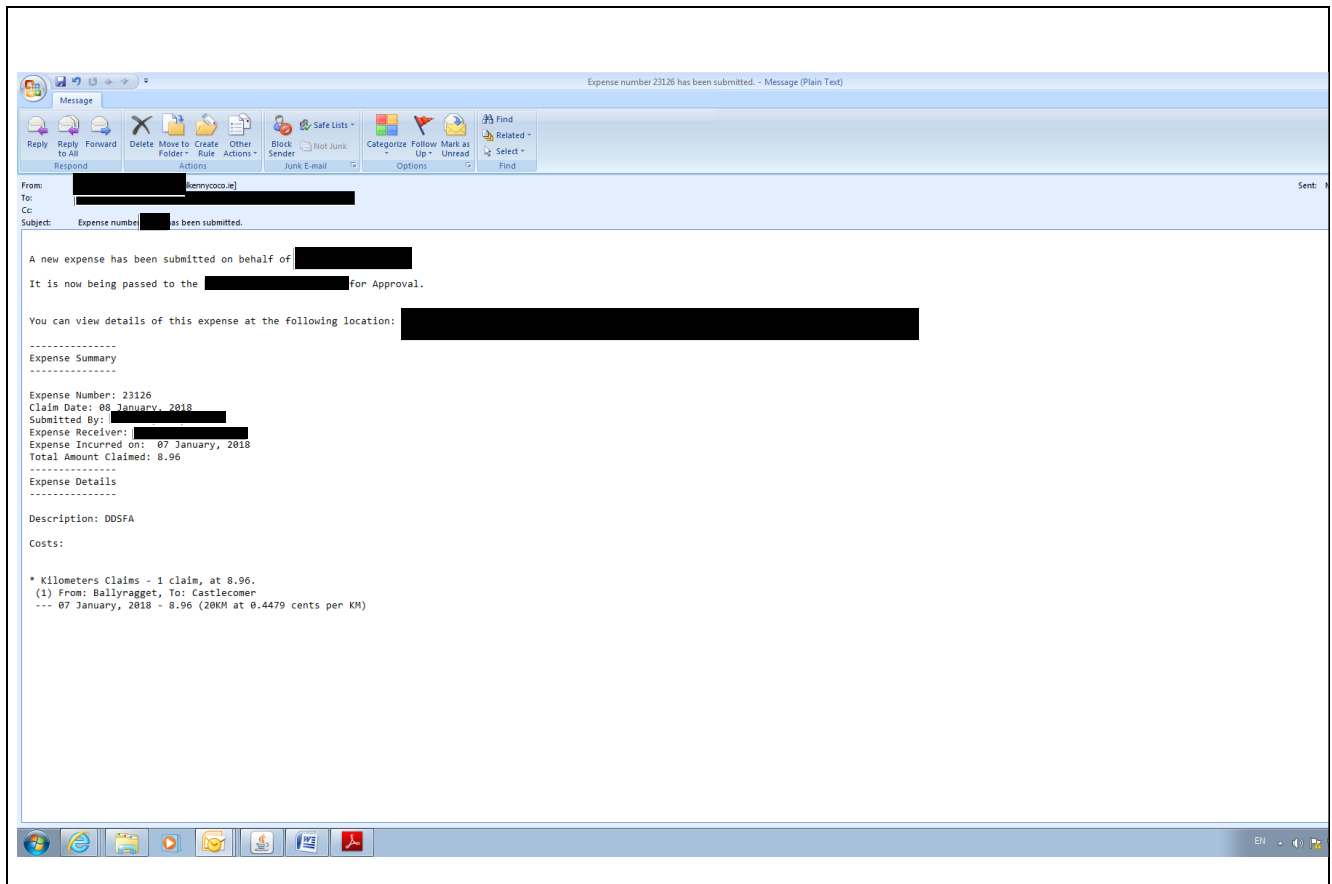 Expense number 23126 has been submitted. - Message (Plain Text)
Message
Reply Reply to All Forward Delete Move to Folder Create Rule Other Actions Block Sender Safe Lists Not Junk Categorize Follow Up Mark as Unread Find Related Select
Respond Actions Junk E-mail Options Find
From: lkennycoco.ie]
Sent:
To:
Cc:
Subject: Expense number as been submitted.
A new expense has been submitted on behalf of
It is now being passed to the for Approval.
You can view details of this expense at the following location:
---------------
Expense Summary
---------------
Expense Number: 23126
Claim Date: 08 January, 2018
Submitted By:
Expense Receiver:
Expense Incurred on: 07 January, 2018
Total Amount Claimed: 8.96
---------------
Expense Details
---------------
Description: DDSFA
Costs:
* Kilometers Claims - 1 claim, at 8.96.
(1) From: Ballyragget, To: Castlecomer
--- 07 January, 2018 - 8.96 (20KM at 0.4479 cents per KM)
EN